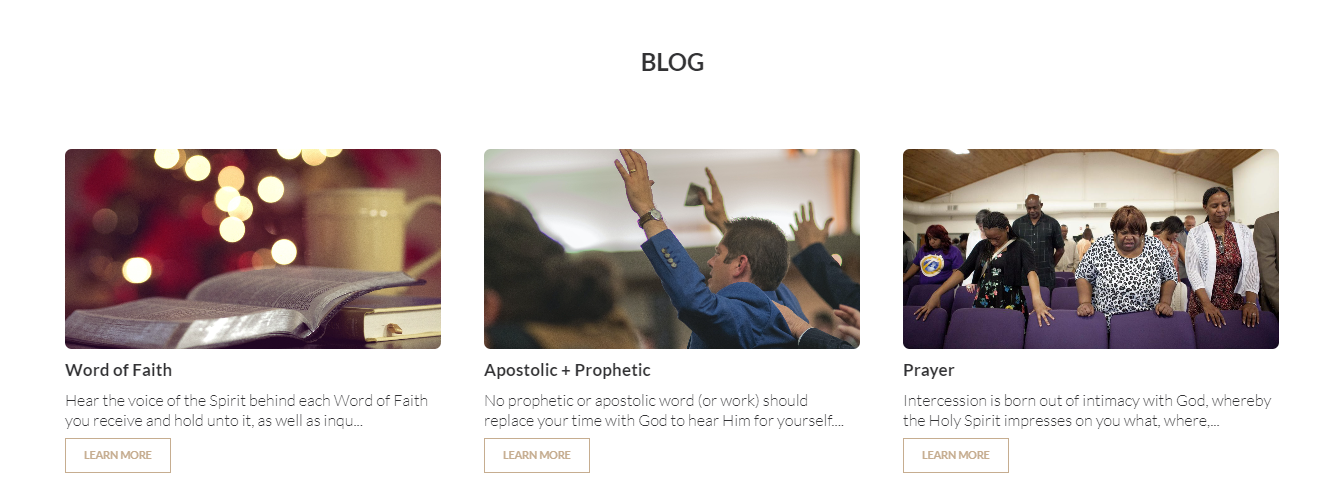 BLOG
Word of Faith
Hear the voice of the Spirit behind each Word of Faith
you receive and hold unto it, as well as inqu...
LEARN MORE
Apostolic + Prophetic
No prophetic or apostolic word (or work) should
replace your time with God to hear Him for yourself....
LEARN MORE
Prayer
Intercession is born out of intimacy with God, whereby
the Holy Spirit impresses on you what, where,...
LEARN MORE